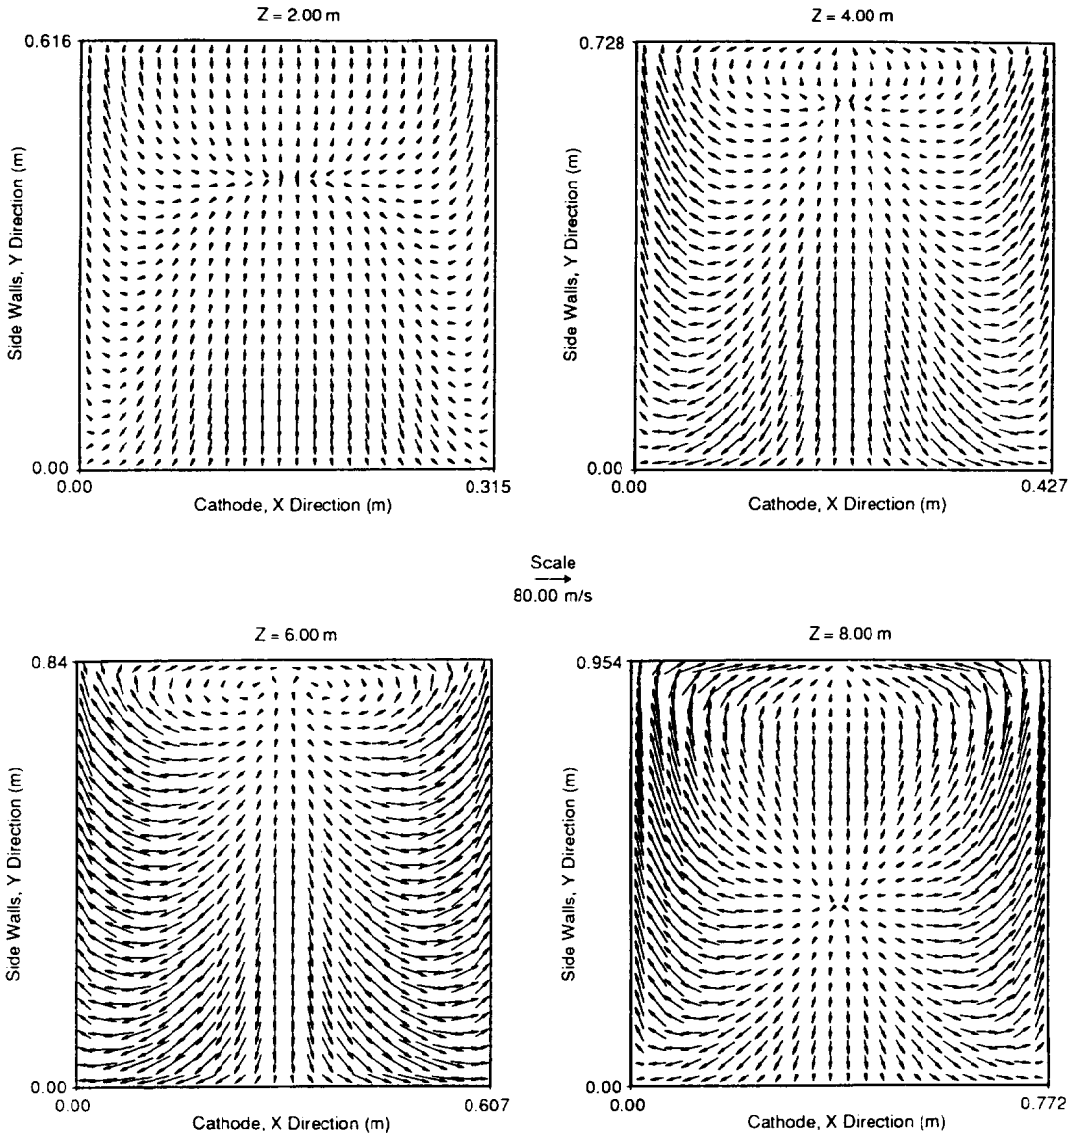 Z = 2.00 m
0.616
Side Walls, Y Direction (m)
0.00
0.00
0.315
Cathode, X Direction (m)
Z = 4.00 m
0.728
Side Walls, Y Direction (m)
0.00
0.00
0.427
Cathode, X Direction (m)
Scale
80.00 m/s
Z = 6.00 m
0.84
Side Walls, Y Direction (m)
0.00
0.00
0.607
Cathode, X Direction (m)
Z = 8.00 m
0.954
Side Walls, Y Direction (m)
0.00
0.00
0.772
Cathode, X Direction (m)